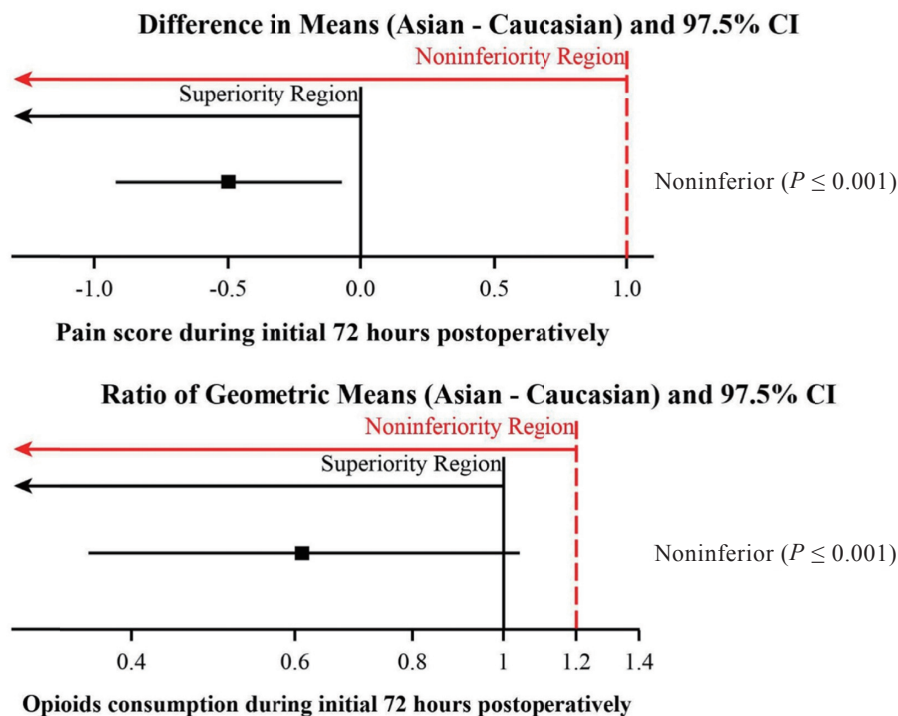 Difference in Means (Asian - Caucasian) and 97.5% CI
Noninferiority Region
Superiority Region
Noninferior (P ≤ 0.001)
-1.0 -0.5 0.0 0.5 1.0
Pain score during initial 72 hours postoperatively
Ratio of Geometric Means (Asian - Caucasian) and 97.5% CI
Noninferiority Region
Superiority Region
Noninferior (P ≤ 0.001)
0.4 0.6 0.8 1 1.2 1.4
Opioids consumption during initial 72 hours postoperatively